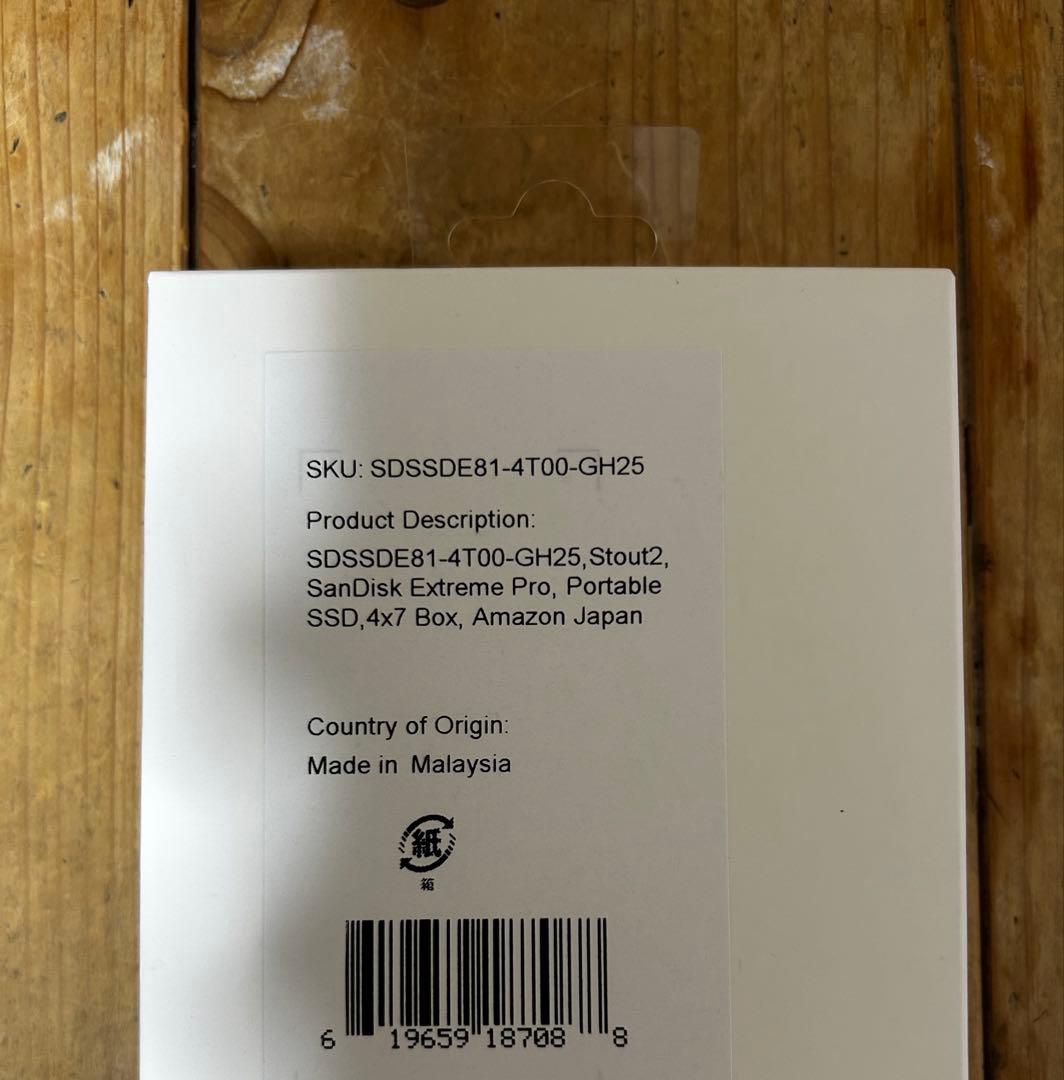 SKU: SDSSDE81-4T00-GH25
Product Description:
SDSSDE81-4T00-GH25,Stout2,
SanDisk Extreme Pro, Portable
SSD,4x7 Box, Amazon Japan
Country of Origin:
Made in Malaysia
紙
箱
6 19659 18708 8